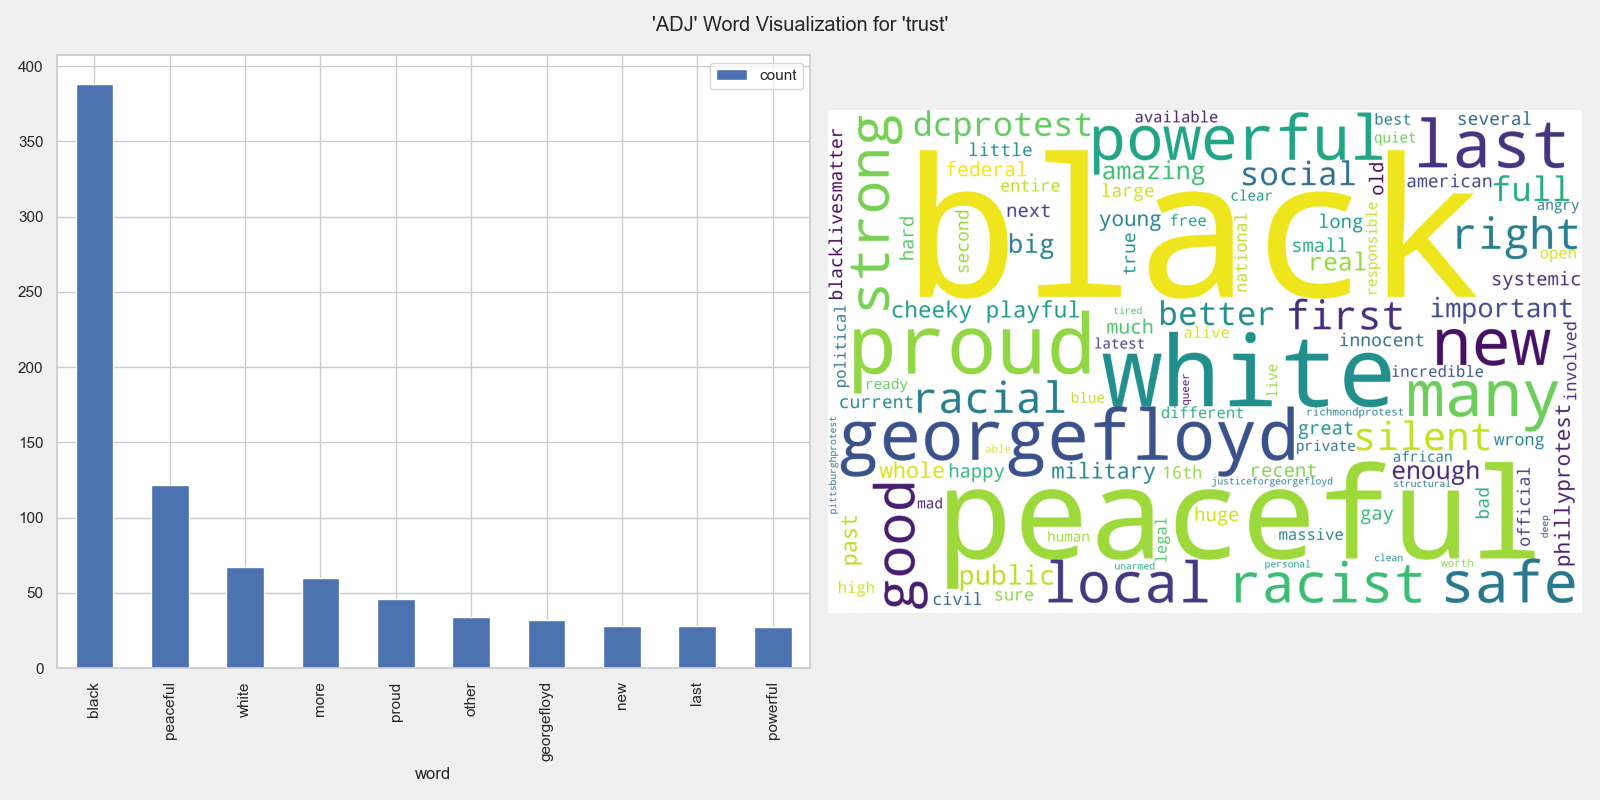 'ADJ' Word Visualization for 'trust'
400
350
300
250
200
150
100
50
0
count
black
peaceful
white
more
proud
other
georgefloyd
new
last
powerful
word
available
best
several
dcprotest
powerful
last
quiet
little
strong
blacklivesmatter
federal
amazing
social
old
american
full
entire
large
clear
angry
black
next
young
free
long
responsible
right
hard
second
big
true
national
small
real
open
systemic
cheeky playful
tired
better
first
important
political
proud
much
alive
latest
white
innocent
new
involved
ready
current
racial
blue
queer
live
incredible
many
different
richmondprotest
georgefloyd
great
silent
private
wrong
pittsburghprotest
able
whole
happy
military
16th
recent
african
enough
justiceforgeorgefloyd
structural
phillyprotest
good
mad
peaceful
huge
gay
bad
official
deep
past
human
legal
massive
high
public
unarmed
personal
clean
worth
civil
sure
local
racist
safe